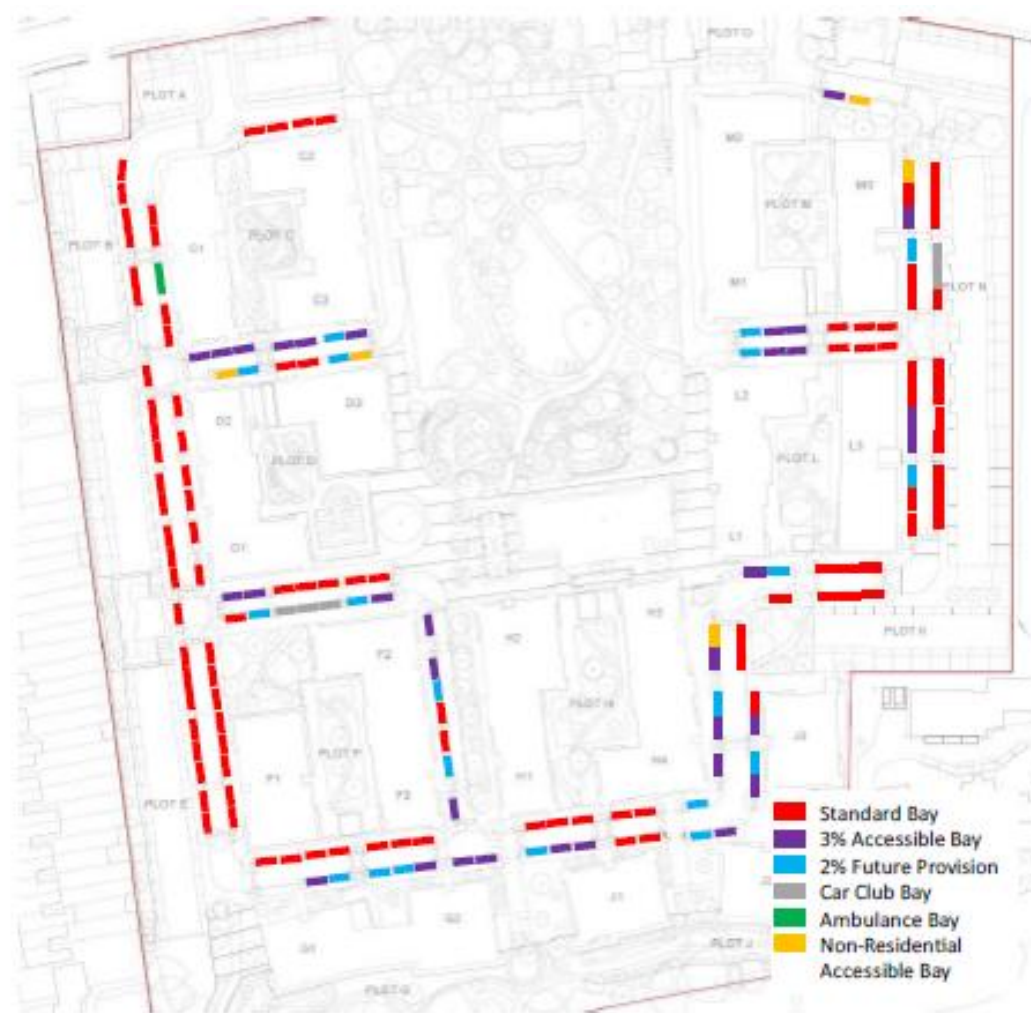 PLOT O
PLOT A
C2
M2
M3
PLOT B
C1
PLOT C
PLOT M
C3
M1
PLOT N
D2
D3
L2
L3
PLOT D
PLOT L
D1
L1
F2
H2
H3
PLOT K
PLOT H
PLOT F
J3
F1
H1
H4
PLOT E
F3
Standard Bay
3% Accessible Bay
2% Future Provision
Car Club Bay
Ambulance Bay
Non-Residential
Accessible Bay
G2
J1
G1
PLOT J
PLOT G